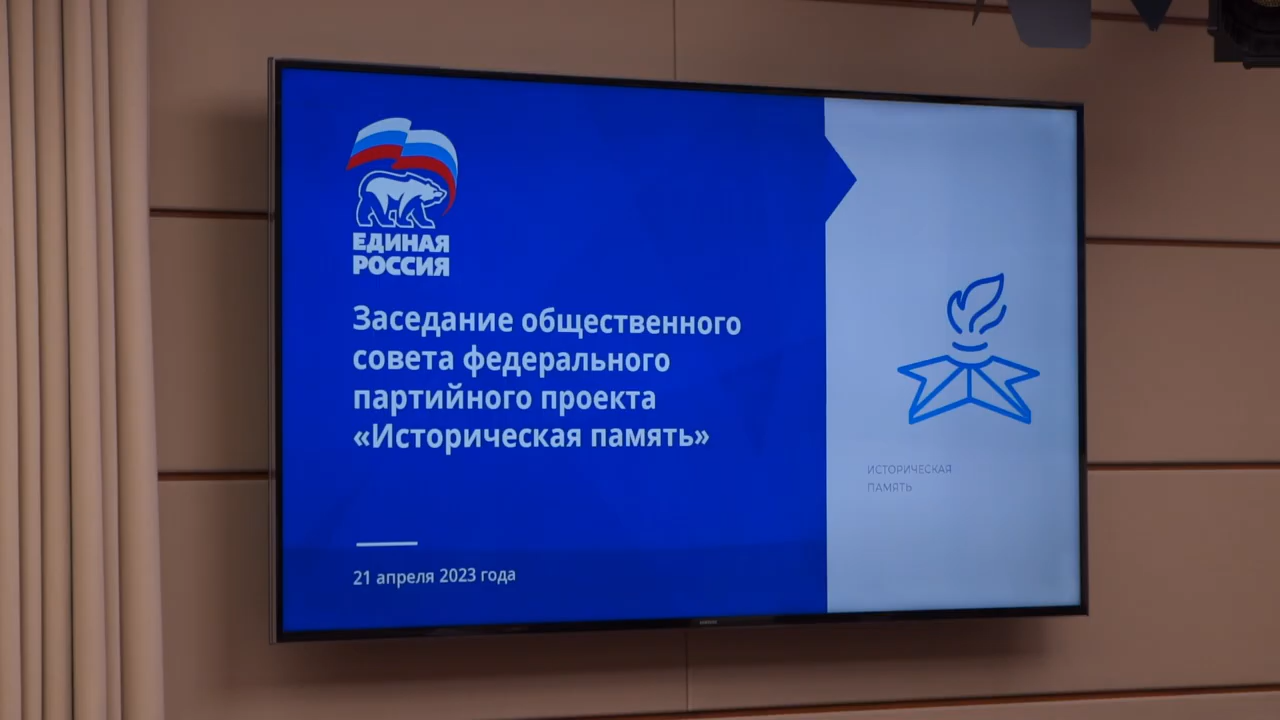 ЕДИНАЯ
РОССИЯ
Заседание общественного
совета федерального
партийного проекта
«Историческая память»
21 апреля 2023 года
ИСТОРИЧЕСКАЯ
ПАМЯТЬ